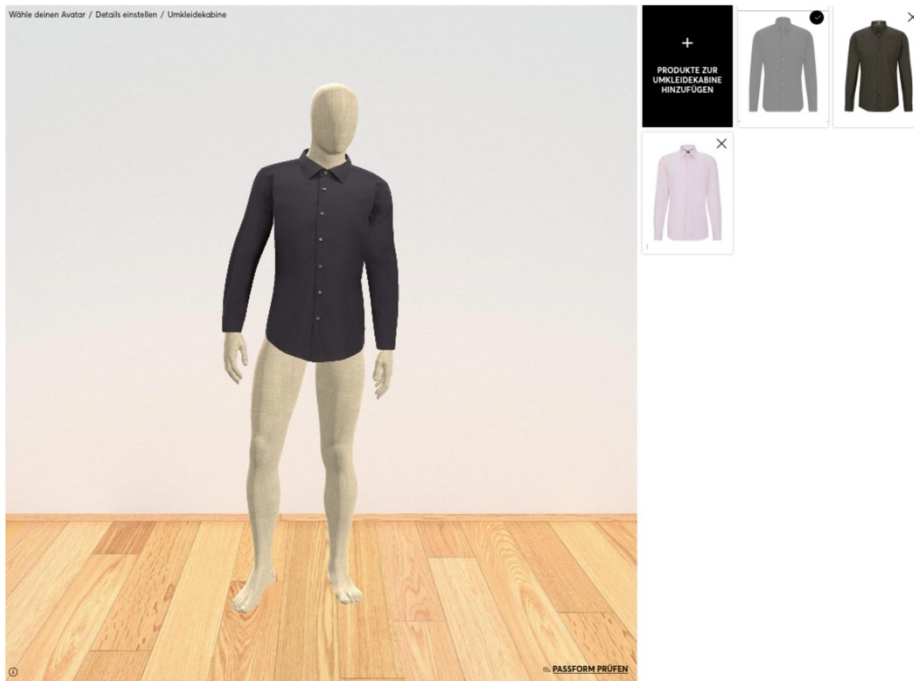 Wähle deinen Avatar / Details einstellen / Umkleidekabine
+
PRODUKTE ZUR
UMKLEIDEKABINE
HINZUFÜGEN
PASSFORM PRÜFEN